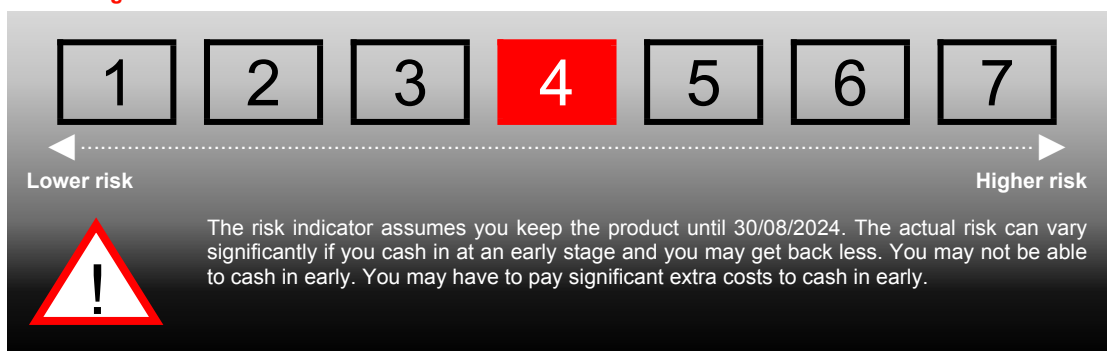 1 2 3 4 5 6 7
Lower risk Higher risk
!
The risk indicator assumes you keep the product until 30/08/2024. The actual risk can vary
significantly if you cash in at an early stage and you may get back less. You may not be able
to cash in early. You may have to pay significant extra costs to cash in early.